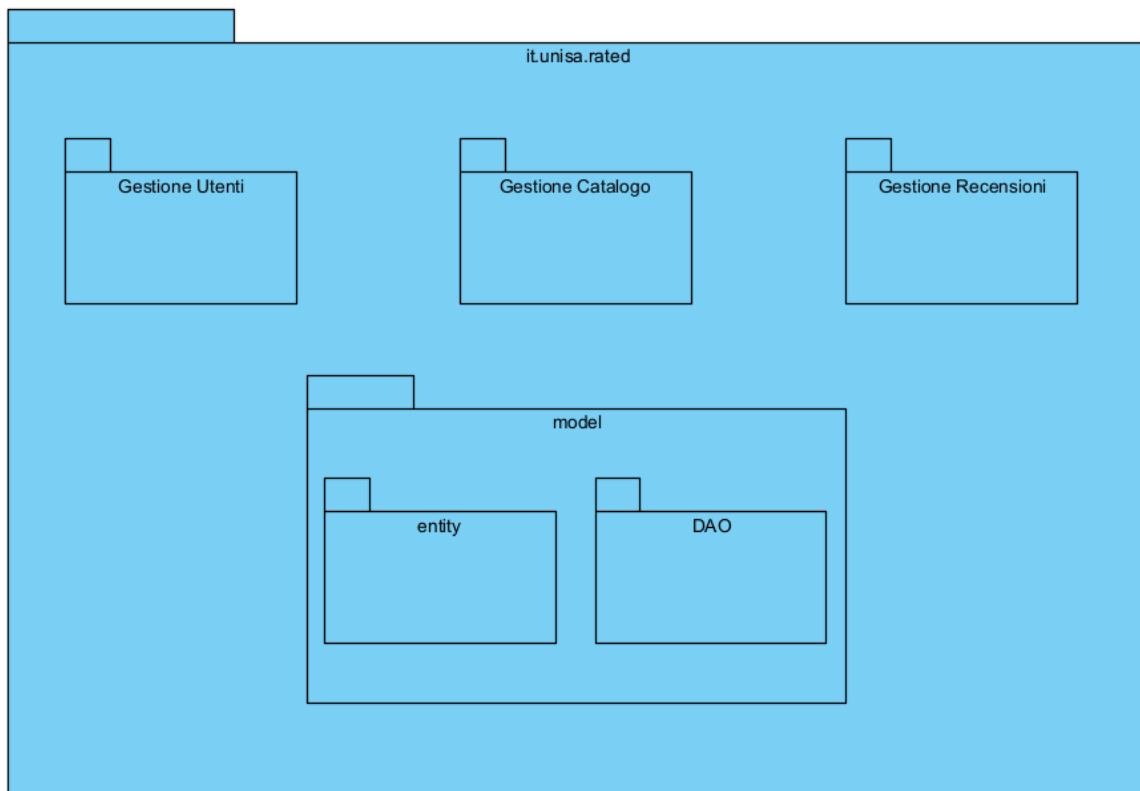 it.unisa.rated
Gestione Utenti
Gestione Catalogo
Gestione Recensioni
model
entity
DAO